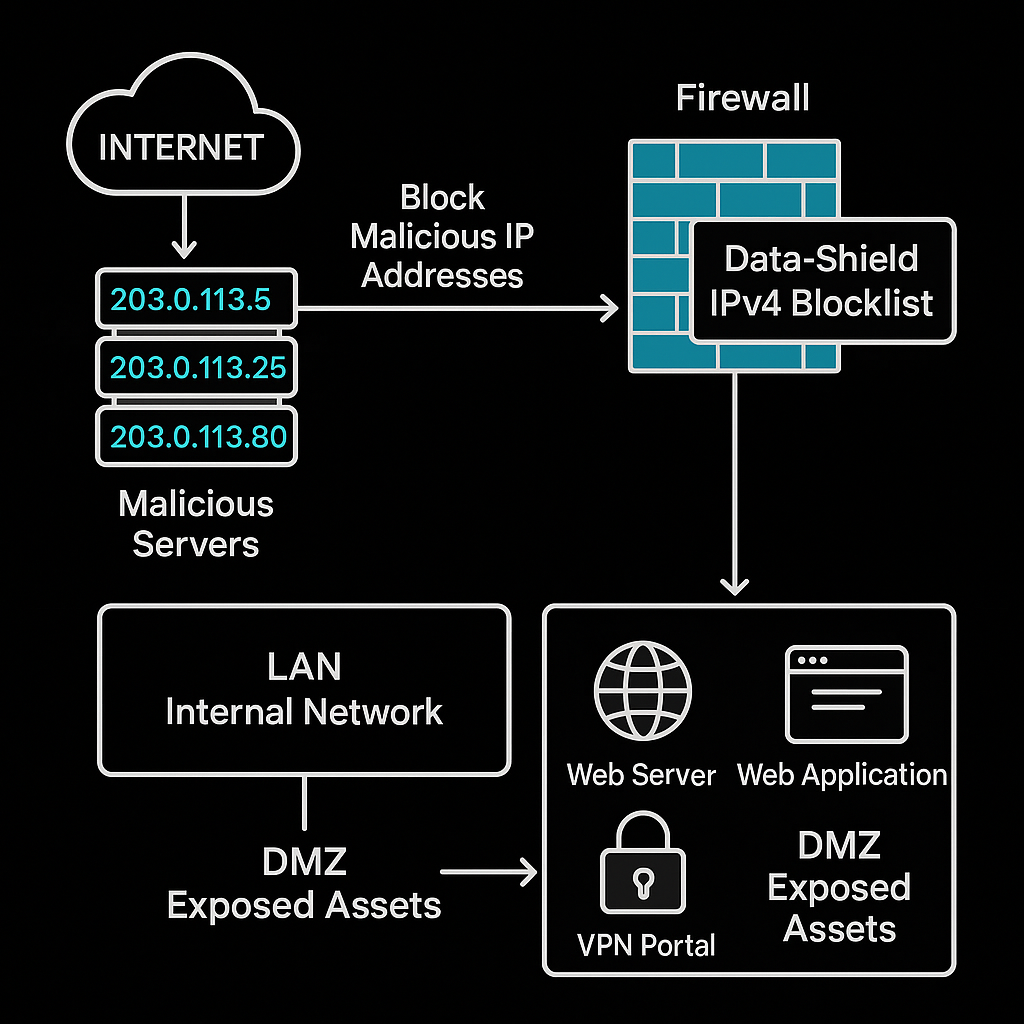 INTERNET
Firewall
Block
Malicious IP
Addresses
Data-Shield
IPv4 Blocklist
203.0.113.5
203.0.113.25
203.0.113.80
Malicious
Servers
LAN
Internal Network
DMZ
Exposed Assets
Web Server
Web Application
VPN Portal
DMZ
Exposed
Assets